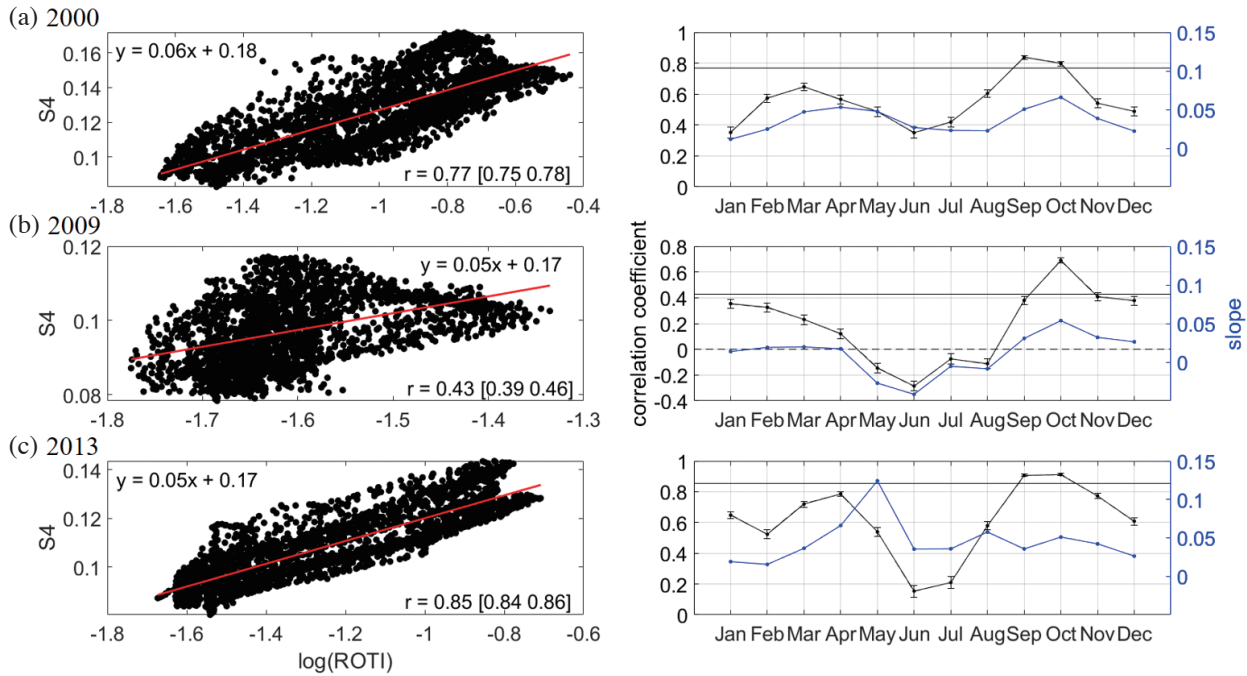 (a) 2000
y = 0.06x + 0.18
r = 0.77 [0.75 0.78]
S4
0.16
0.14
0.12
0.1
-1.8 -1.6 -1.4 -1.2 -1 -0.8 -0.6 -0.4
1
0.8
0.6
0.4
0.2
0
0.15
0.1
0.05
0
Jan Feb Mar Apr May Jun Jul Aug Sep Oct Nov Dec
(b) 2009
y = 0.05x + 0.17
r = 0.43 [0.39 0.46]
S4
0.12
0.1
0.08
-1.8 -1.7 -1.6 -1.5 -1.4 -1.3
correlation coefficient
0.8
0.6
0.4
0.2
0
-0.2
-0.4
0.15
0.1
0.05
0
slope
Jan Feb Mar Apr May Jun Jul Aug Sep Oct Nov Dec
(c) 2013
y = 0.05x + 0.17
r = 0.85 [0.84 0.86]
S4
0.14
0.12
0.1
-1.8 -1.6 -1.4 -1.2 -1 -0.8 -0.6
log(ROTI)
1
0.8
0.6
0.4
0.2
0
0.15
0.1
0.05
0
Jan Feb Mar Apr May Jun Jul Aug Sep Oct Nov Dec